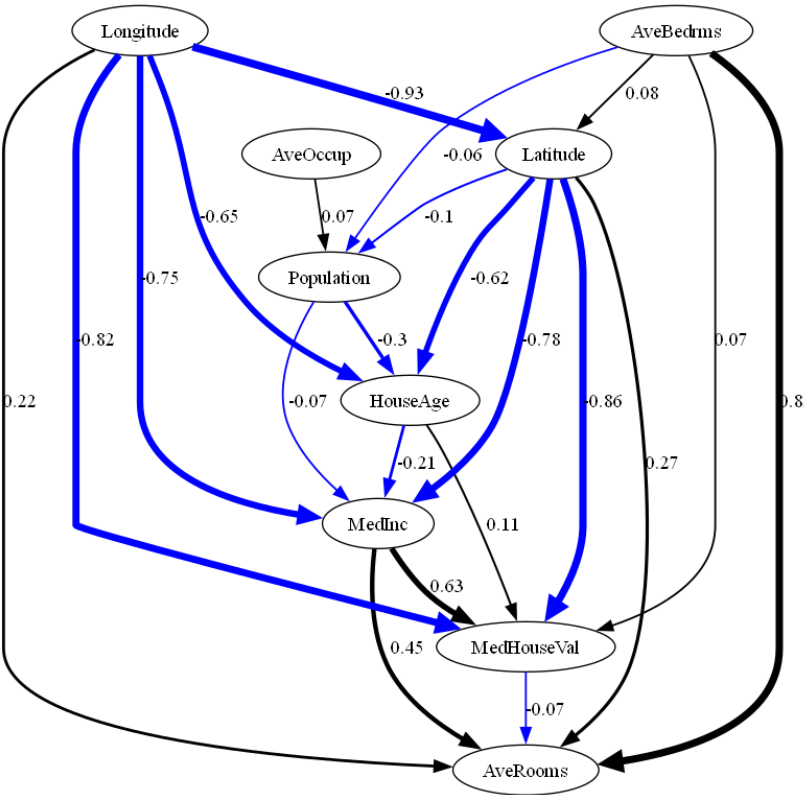 Longitude
AveBedrms
-0.93
0.08
AveOccup
-0.06
Latitude
-0.65
0.07
-0.1
Population
-0.75
-0.62
-0.82
-0.3
-0.78
0.07
0.22
-0.07
HouseAge
-0.86
0.8
-0.21
0.27
MedInc
0.11
0.63
0.45
MedHouseVal
-0.07
AveRooms